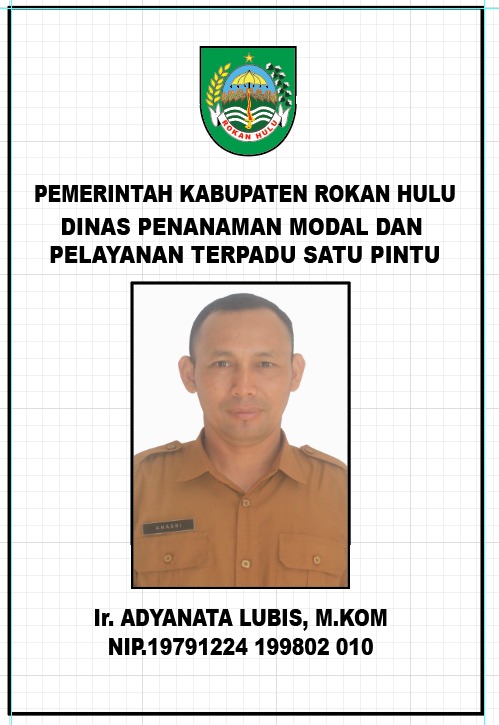 ROKAN HULU
PEMERINTAH KABUPATEN ROKAN HULU
DINAS PENANAMAN MODAL DAN
PELAYANAN TERPADU SATU PINTU
ANASRI
Ir. ADYANATA LUBIS, M.KOM
NIP.19791224 199802 010